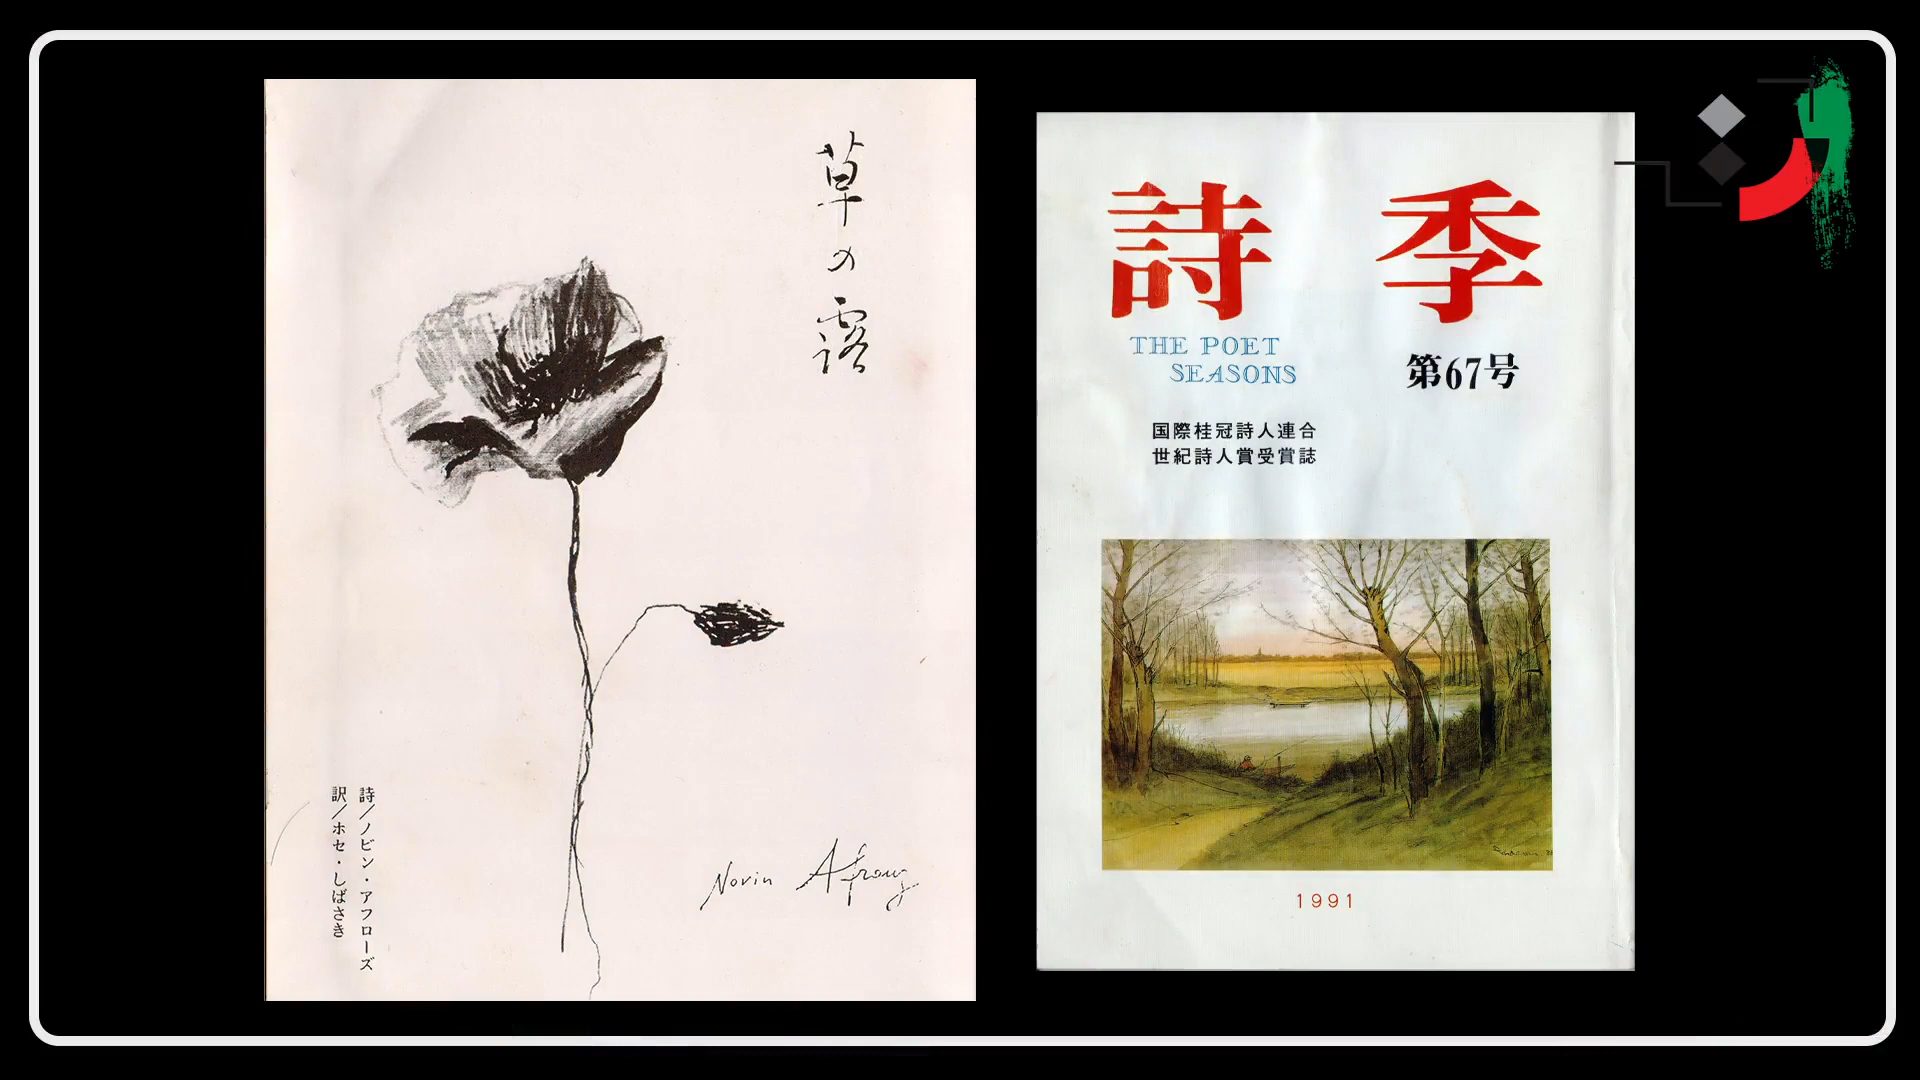 草の露
詩/ノビン・アフローズ
訳/ホセ・しばさき
Novin Afrouz
詩季
THE POET
SEASONS
第67号
国際桂冠詩人連合
世紀詩人賞受賞誌
1991